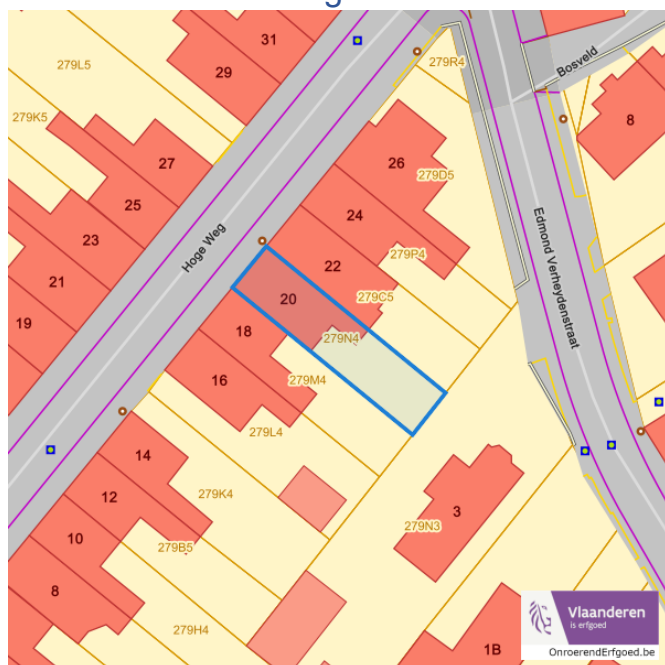 31
Bosveld
279L5
29
279R4
279K5
8
27
26
279D5
25
24
23
Hoge Weg
Edmond Verheydenstraat
22
279P4
21
20
279C5
19
18
279N4
16
279M4
279L4
14
12
279K4
3
279N3
10
279B5
8
279H4
1B
Vlaanderen
is erfgoed
OnroerendErfgoed.be